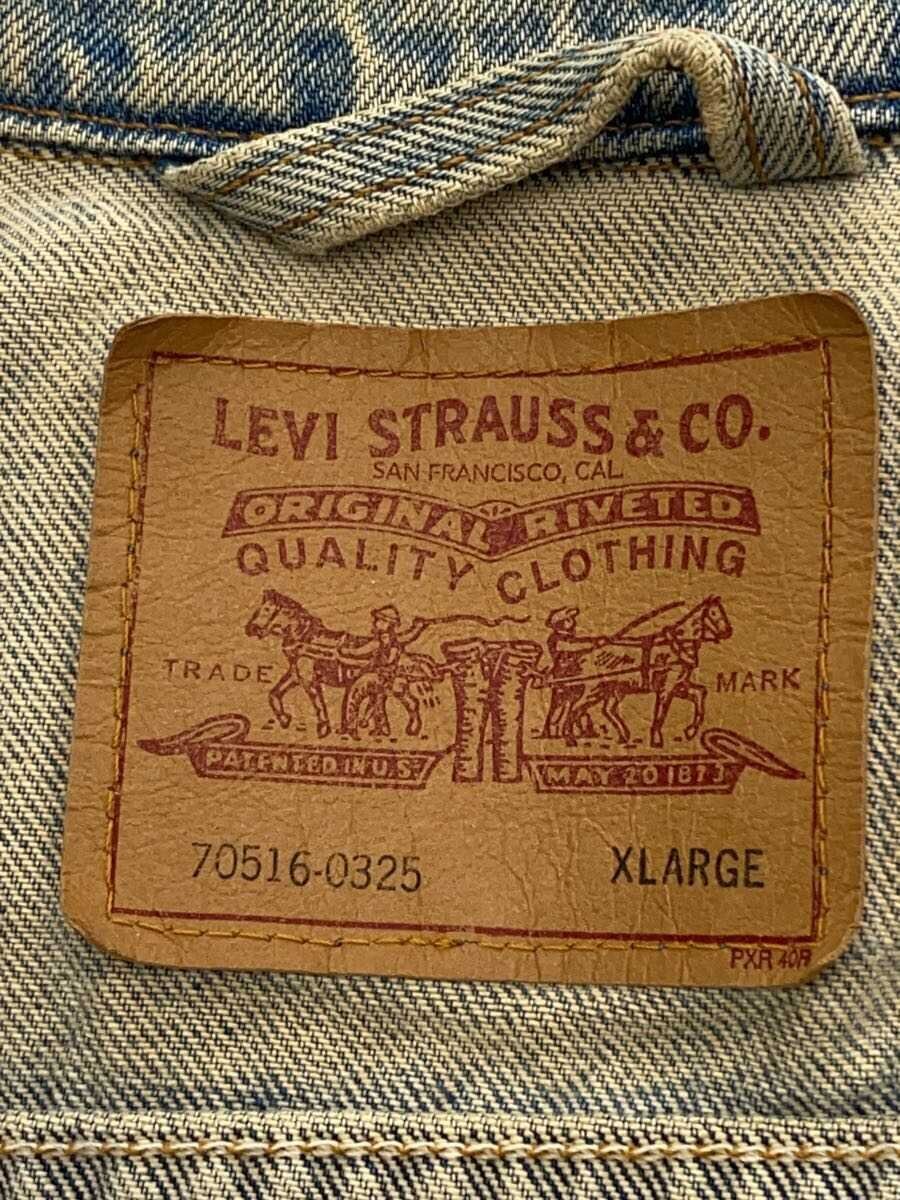 LEVI STRAUSS & CO.
SAN FRANCISCO, CAL.
ORIGINAL RIVETED
QUALITY CLOTHING
TRADE MARK
PATENTED IN U.S.
MAY 20 1873
70516-0325 XLARGE
PXR 40R